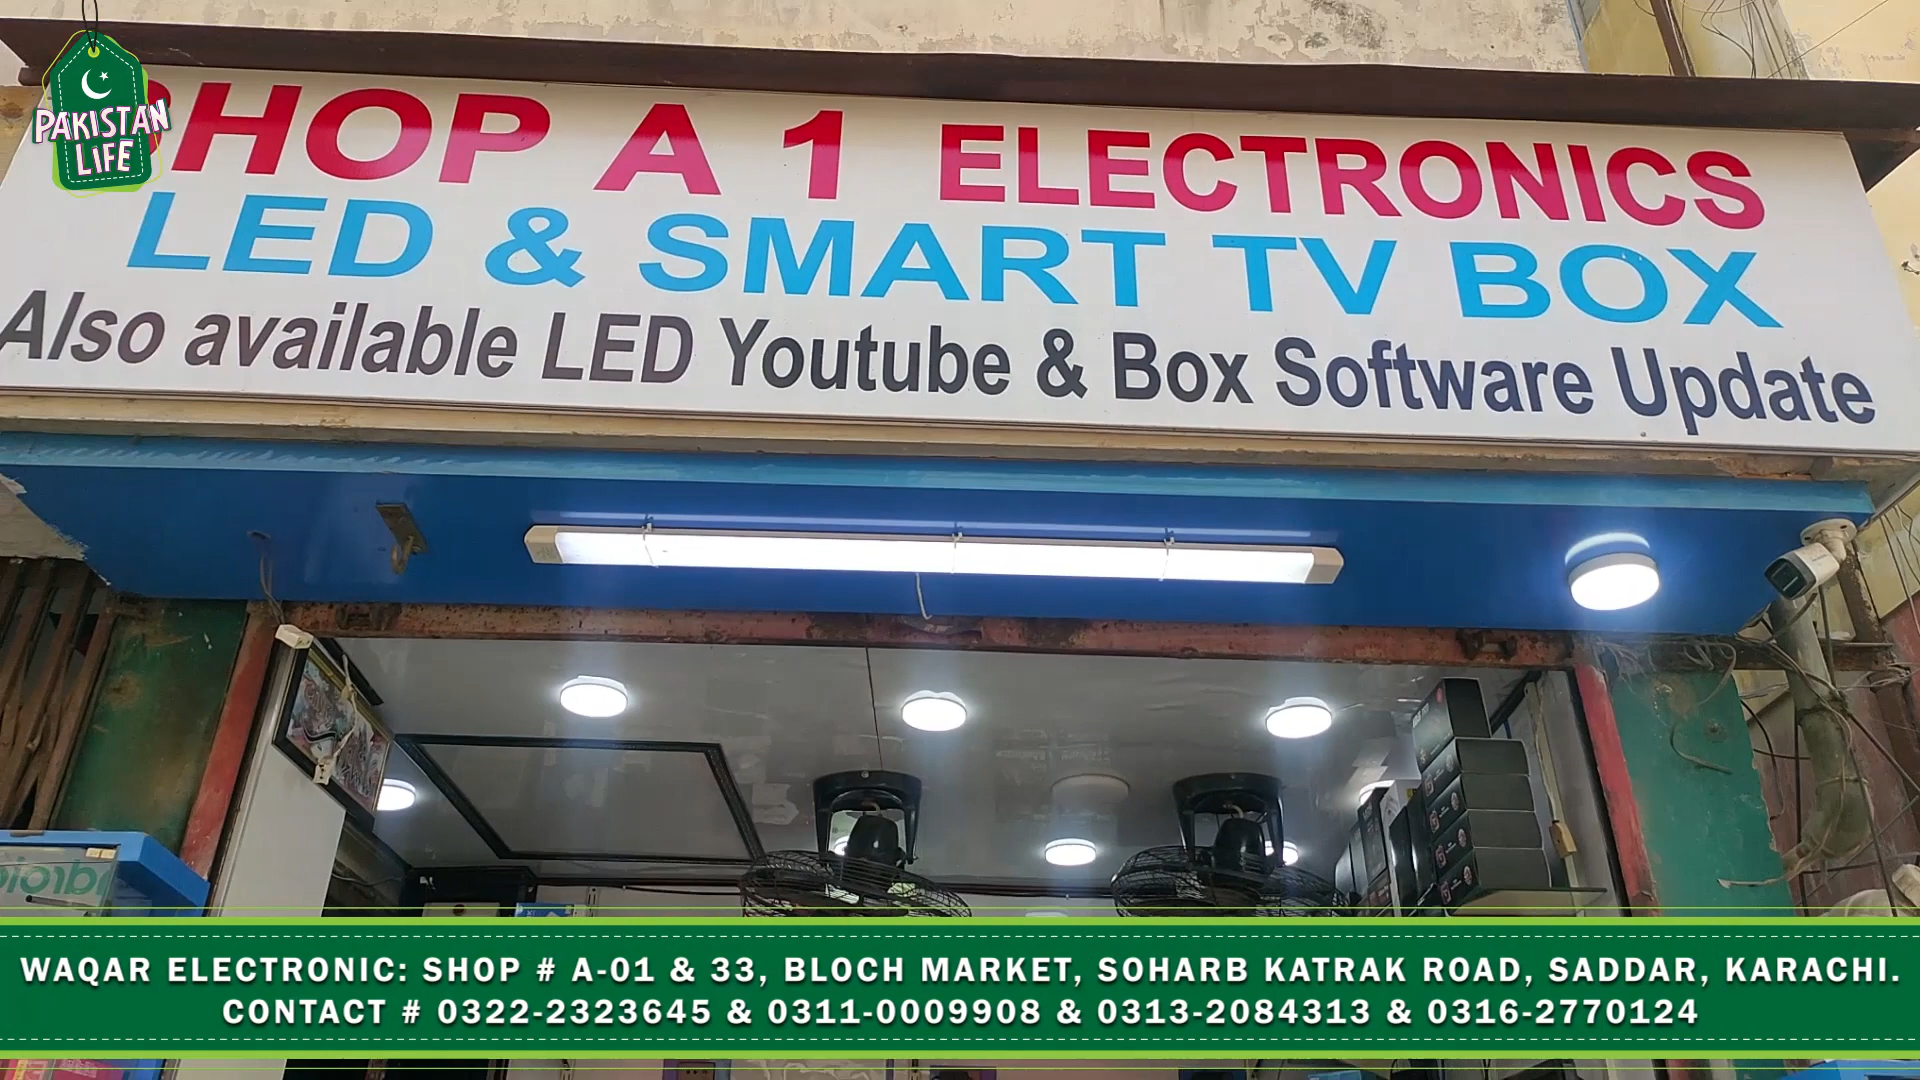 PAKISTAN
LIFE
SHOP A 1 ELECTRONICS
LED & SMART TV BOX
Also available LED Youtube & Box Software Update
WAQAR ELECTRONIC: SHOP # A-01 & 33, BLOCH MARKET, SOHARB KATRAK ROAD, SADDAR, KARACHI.
CONTACT # 0322-2323645 & 0311-0009908 & 0313-2084313 & 0316-2770124